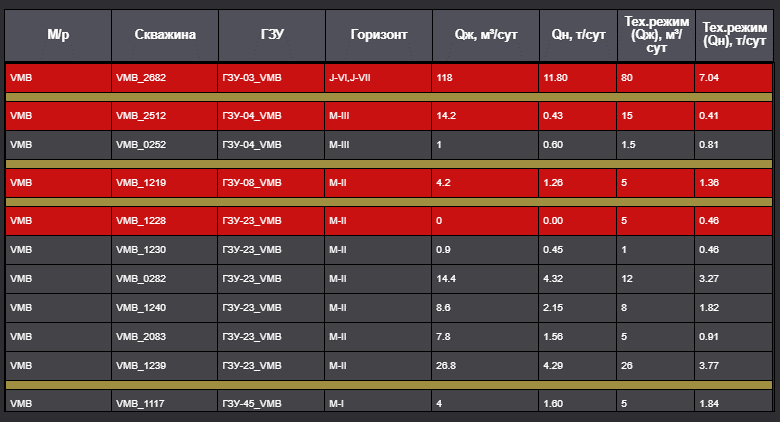 М/р Скважина ГЗУ Горизонт Qж, м³/сут Qн, т/сут Тех.режим (Qж), м³/сут Тех.режим (Qн), т/сут
VMB VMB_2682 ГЗУ-03_VMB J-VI,J-VII 118 11.80 80 7.04
VMB VMB_2512 ГЗУ-04_VMB M-III 14.2 0.43 15 0.41
VMB VMB_0252 ГЗУ-04_VMB M-III 1 0.60 1.5 0.81
VMB VMB_1219 ГЗУ-08_VMB M-II 4.2 1.26 5 1.36
VMB VMB_1228 ГЗУ-23_VMB M-II 0 0.00 5 0.46
VMB VMB_1230 ГЗУ-23_VMB M-II 0.9 0.45 1 0.46
VMB VMB_0282 ГЗУ-23_VMB M-II 14.4 4.32 12 3.27
VMB VMB_1240 ГЗУ-23_VMB M-II 8.6 2.15 8 1.82
VMB VMB_2083 ГЗУ-23_VMB M-II 7.8 1.56 5 0.91
VMB VMB_1239 ГЗУ-23_VMB M-II 26.8 4.29 26 3.77
VMB VMB_1117 ГЗУ-45_VMB M-I 4 1.60 5 1.84